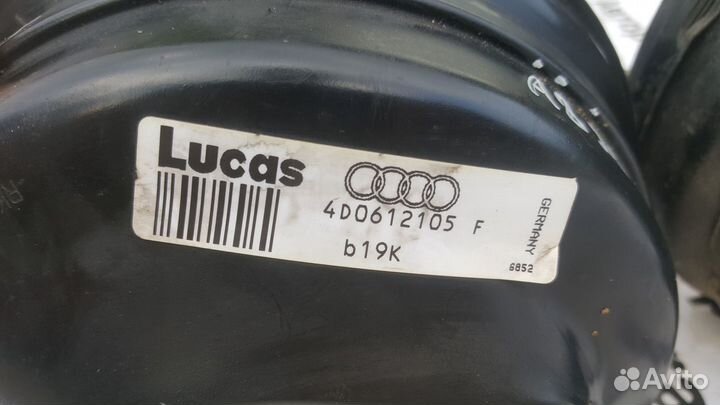 Lucas
4D0612105 F
b19K
GERMANY
6852
Avito